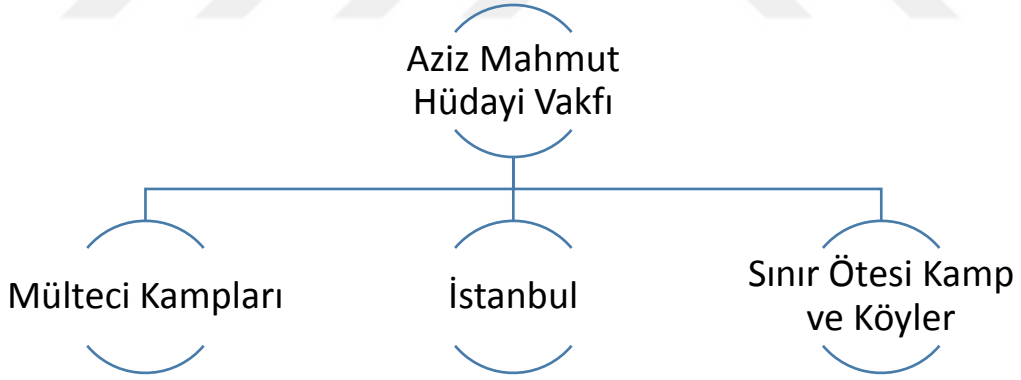 Aziz Mahmut
Hüdayi Vakfı
Mülteci Kampları
İstanbul
Sınır Ötesi Kamp
ve Köyler